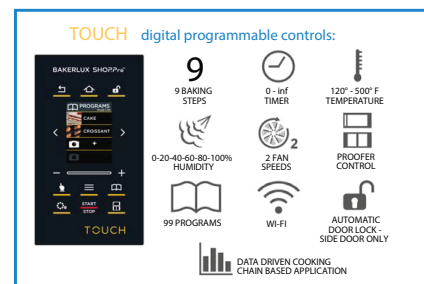 TOUCH digital programmable controls:
BAKERLUX SHOP.Pro
PROGRAMS
CAKE
CROISSANT
START
STOP
TOUCH
9
9 BAKING
STEPS
0 - inf
TIMER
120° - 500° F
TEMPERATURE
0-20-40-60-80-100%
HUMIDITY
2
2 FAN
SPEEDS
PROOFER
CONTROL
99 PROGRAMS
WI-FI
AUTOMATIC
DOOR LOCK -
SIDE DOOR ONLY
DATA DRIVEN COOKING
CHAIN BASED APPLICATION